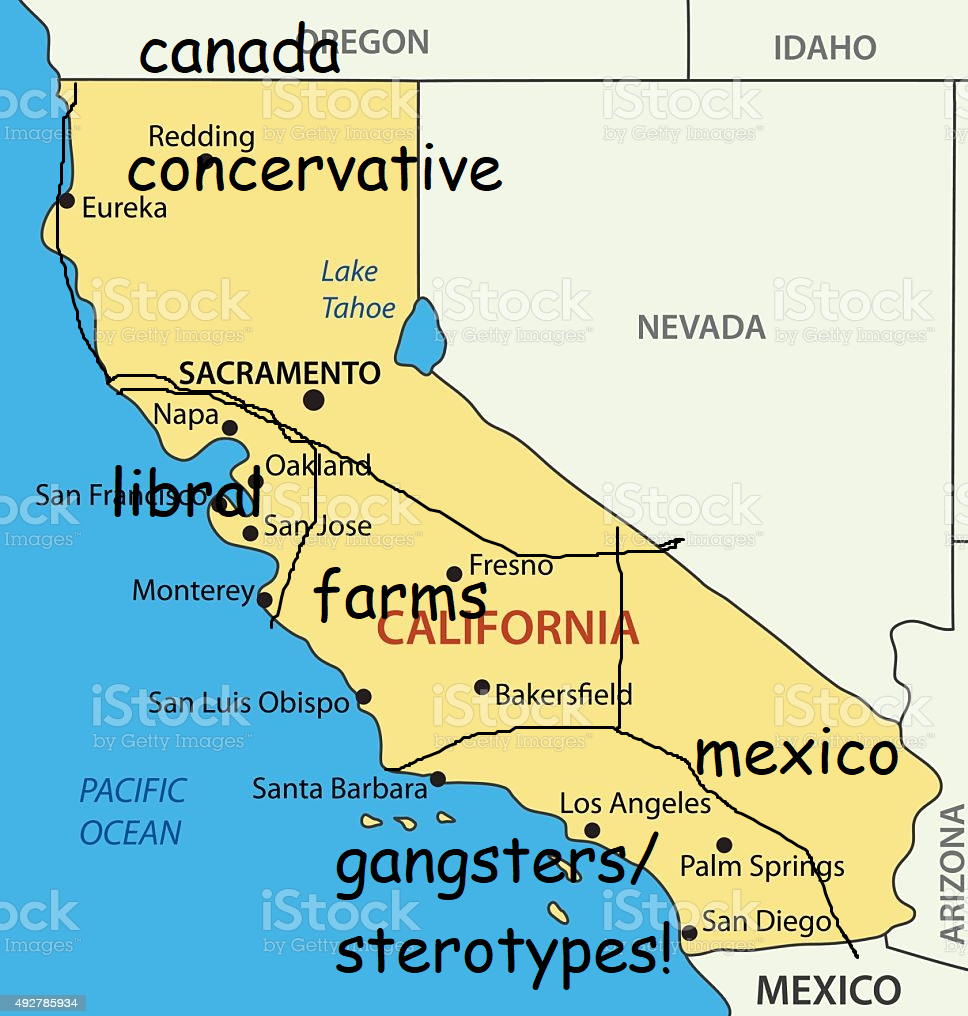 canada
OREGON
IDAHO
Redding
concervative
Eureka
Lake
Tahoe
NEVADA
SACRAMENTO
Napa
Oakland
libral
San Francisco
San Jose
Fresno
Monterey
farms
CALIFORNIA
Bakersfield
San Luis Obispo
mexico
PACIFIC
OCEAN
Santa Barbara
Los Angeles
gangsters/
Palm Springs
ARIZONA
San Diego
sterotypes!
MEXICO
iStock
by Getty Images™
492785934